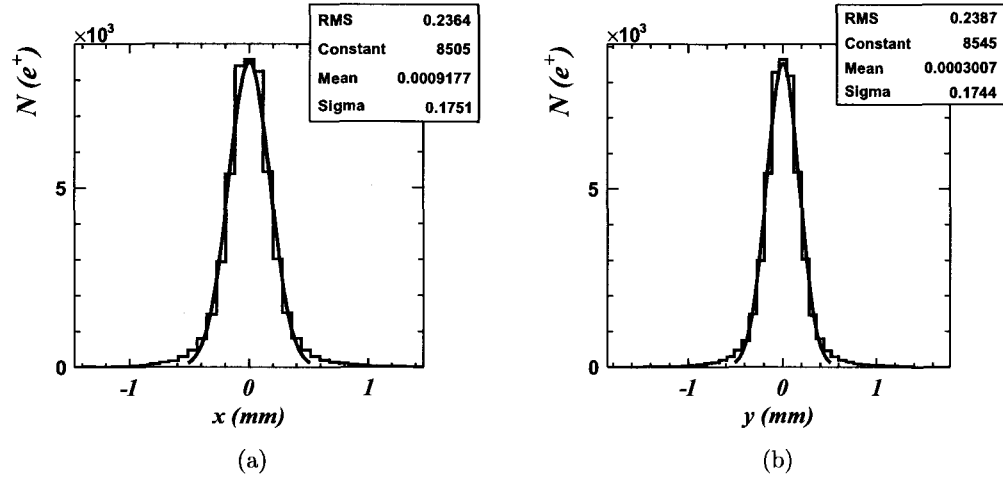 RMS 0.2364
Constant 8505
Mean 0.0009177
Sigma 0.1751
×10³
N (e⁺)
5
0
-1 0 1
x (mm)
(a)
RMS 0.2387
Constant 8545
Mean 0.0003007
Sigma 0.1744
×10³
N (e⁺)
5
0
-1 0 1
y (mm)
(b)